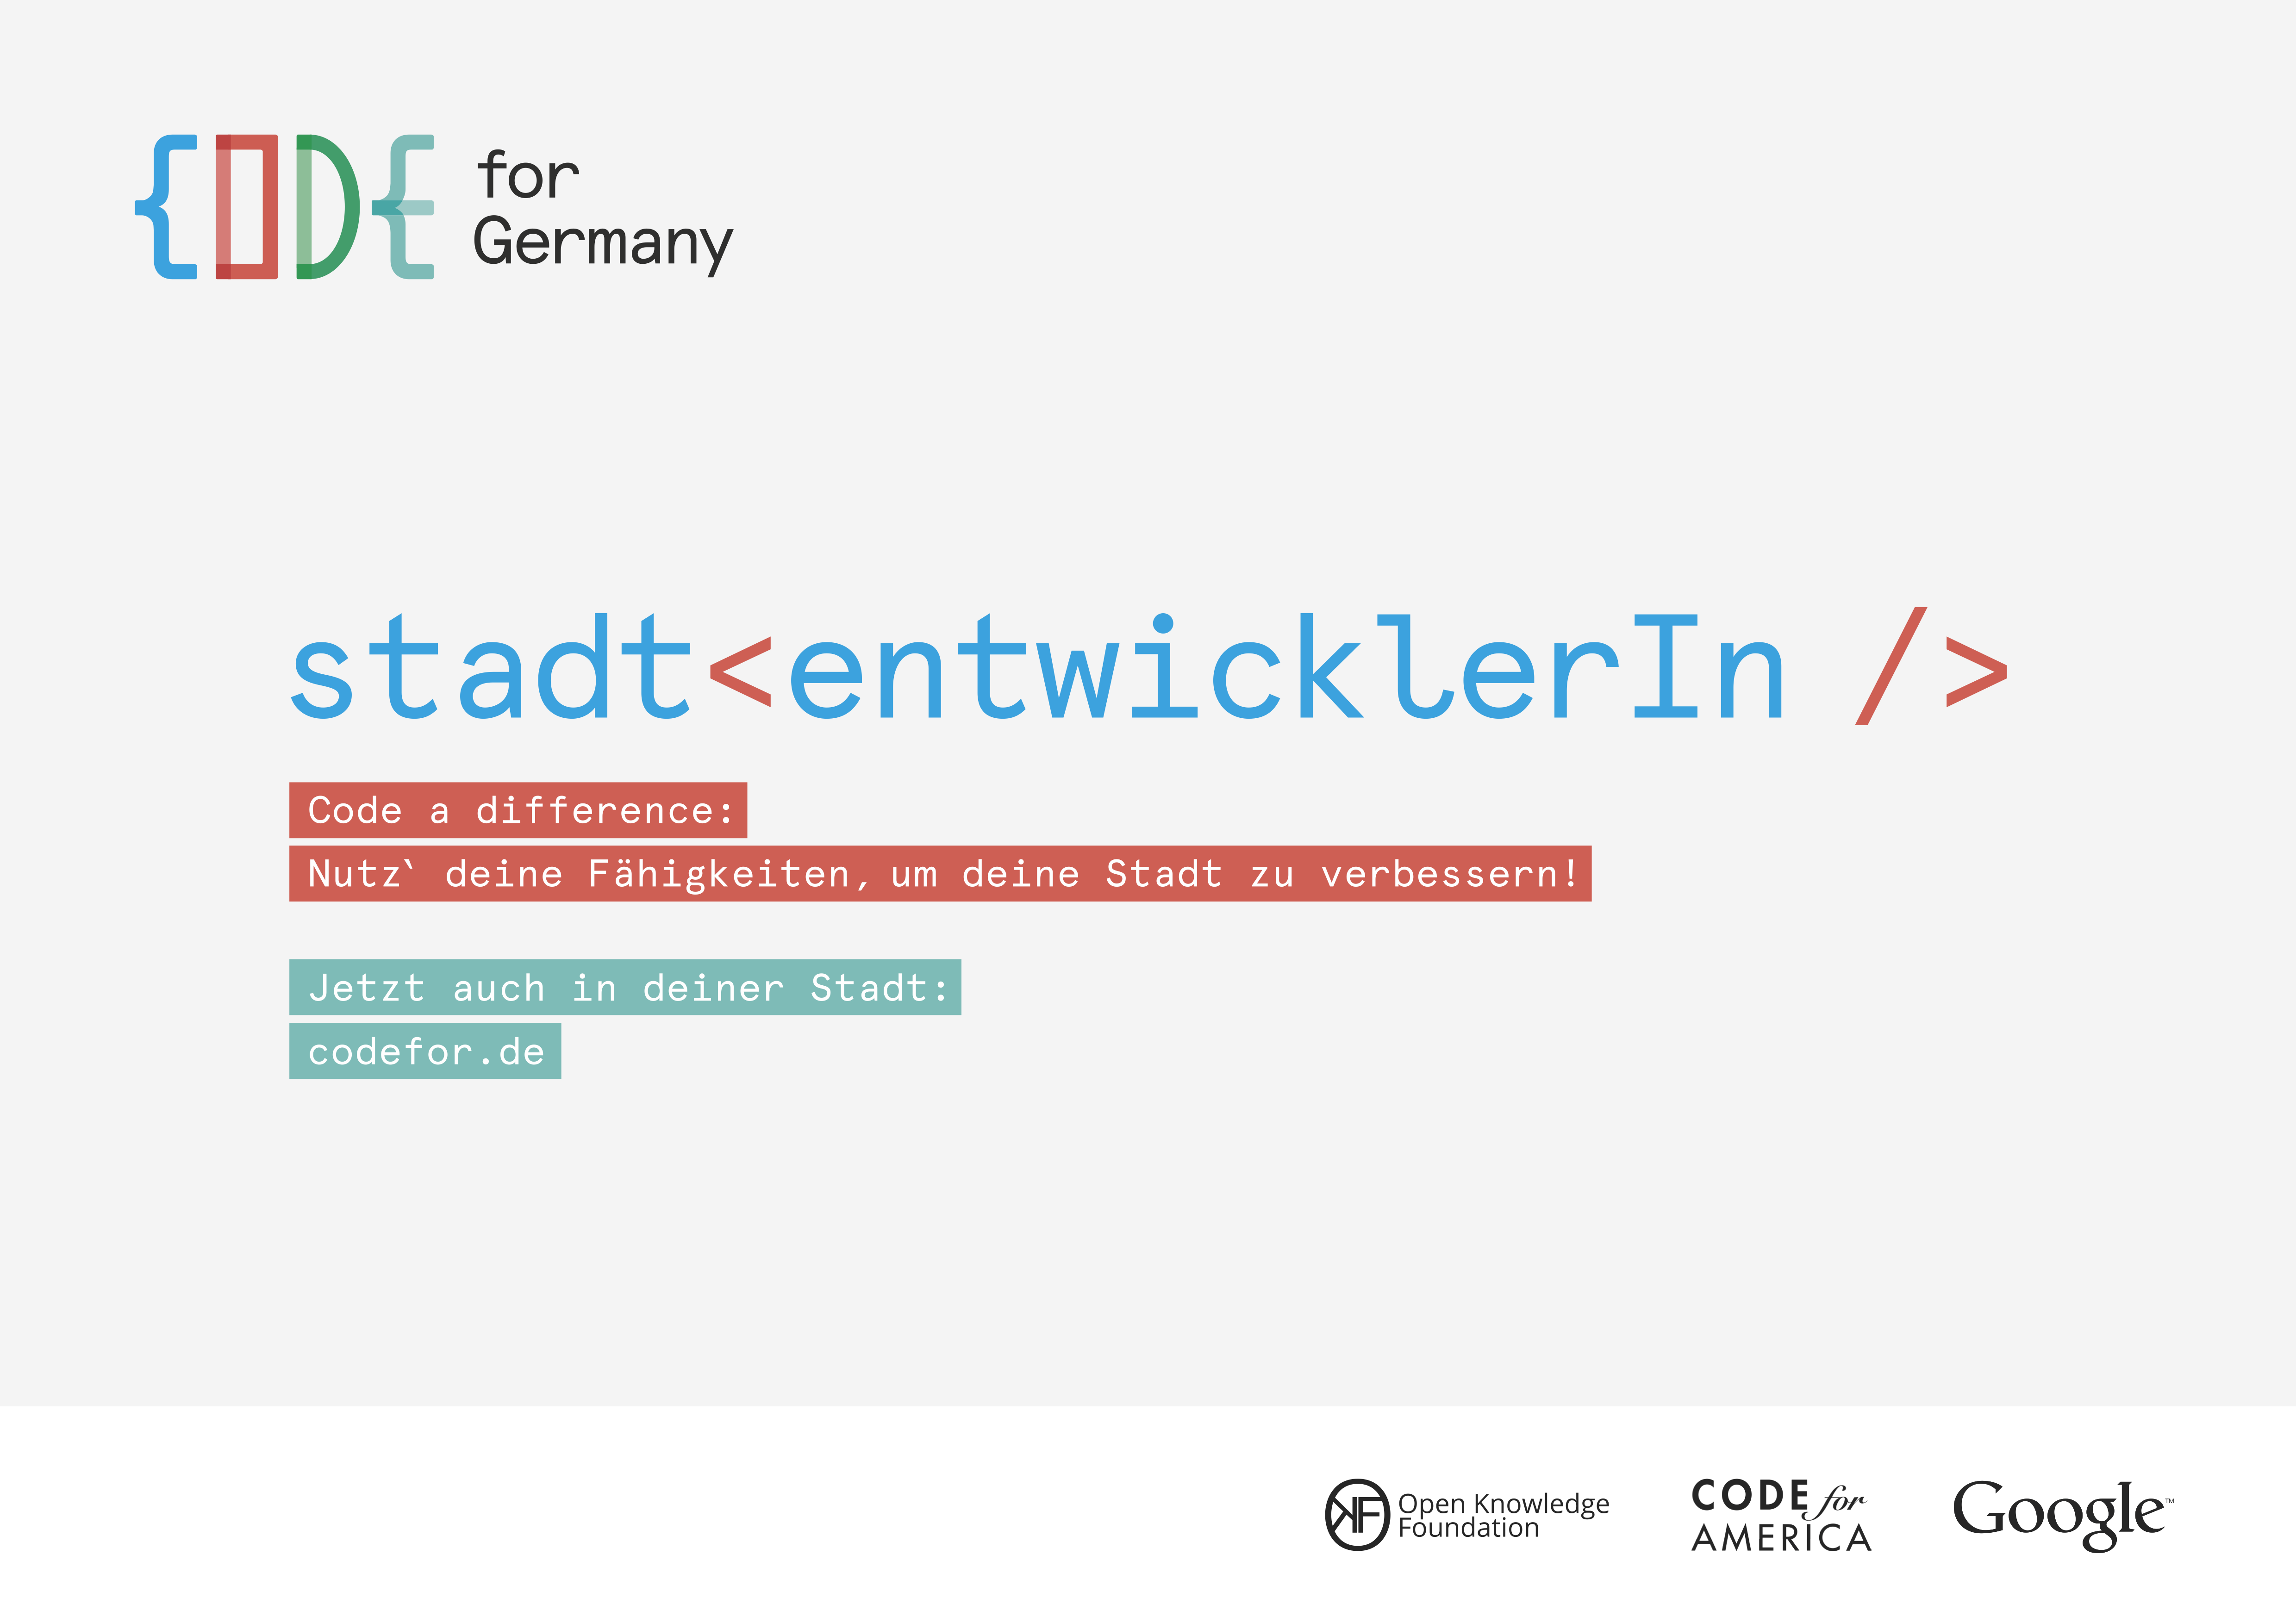 {ODE for
Germany
stadt<entwicklerIn />
Code a difference:
Nutz` deine Fähigkeiten, um deine Stadt zu verbessern!
Jetzt auch in deiner Stadt:
codefor.de
OKF Open Knowledge
Foundation
CODE for
AMERICA
Google™